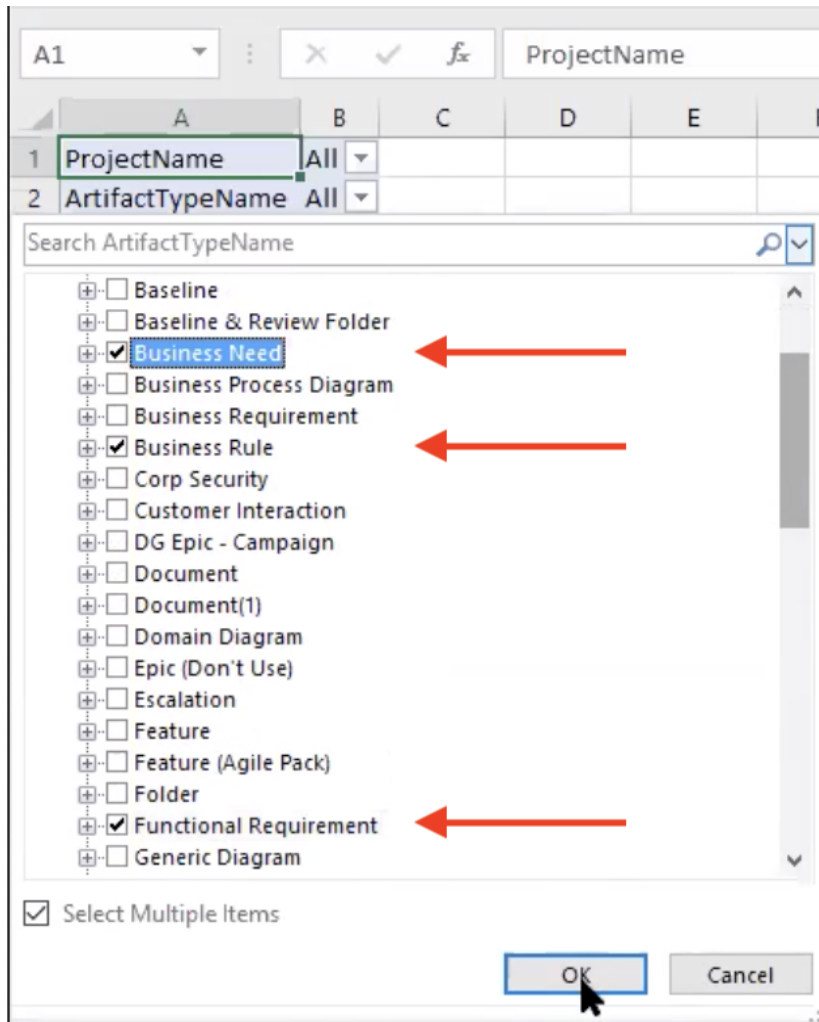 A1 fx ProjectName
A B C D E
1 ProjectName All
2 ArtifactTypeName All
Search ArtifactTypeName
Baseline
Baseline & Review Folder
Business Need
Business Process Diagram
Business Requirement
Business Rule
Corp Security
Customer Interaction
DG Epic - Campaign
Document
Document(1)
Domain Diagram
Epic (Don't Use)
Escalation
Feature
Feature (Agile Pack)
Folder
Functional Requirement
Generic Diagram
Select Multiple Items
OK Cancel